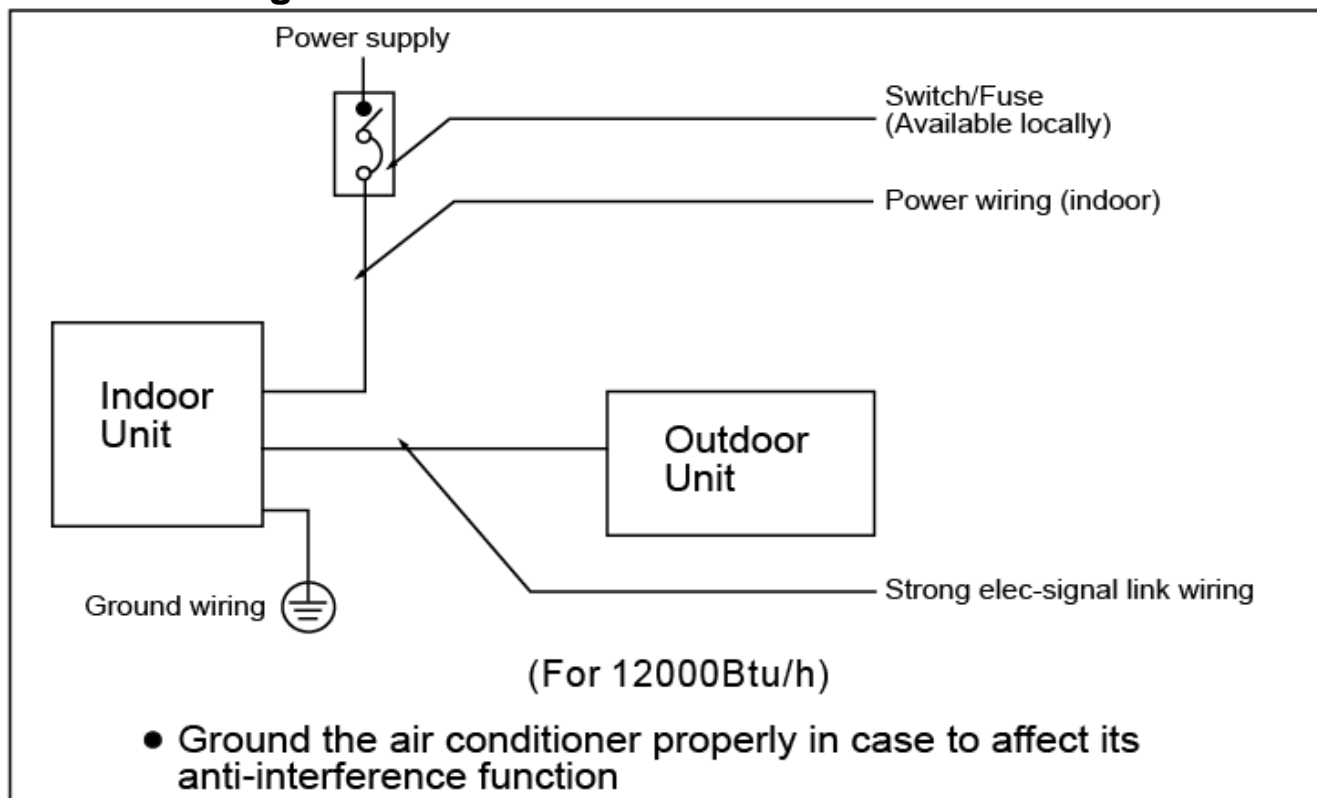 Power supply
Switch/Fuse
(Available locally)
Power wiring (indoor)
Indoor
Unit
Outdoor
Unit
Ground wiring
Strong elec-signal link wiring
(For 12000Btu/h)
● Ground the air conditioner properly in case to affect its
anti-interference function